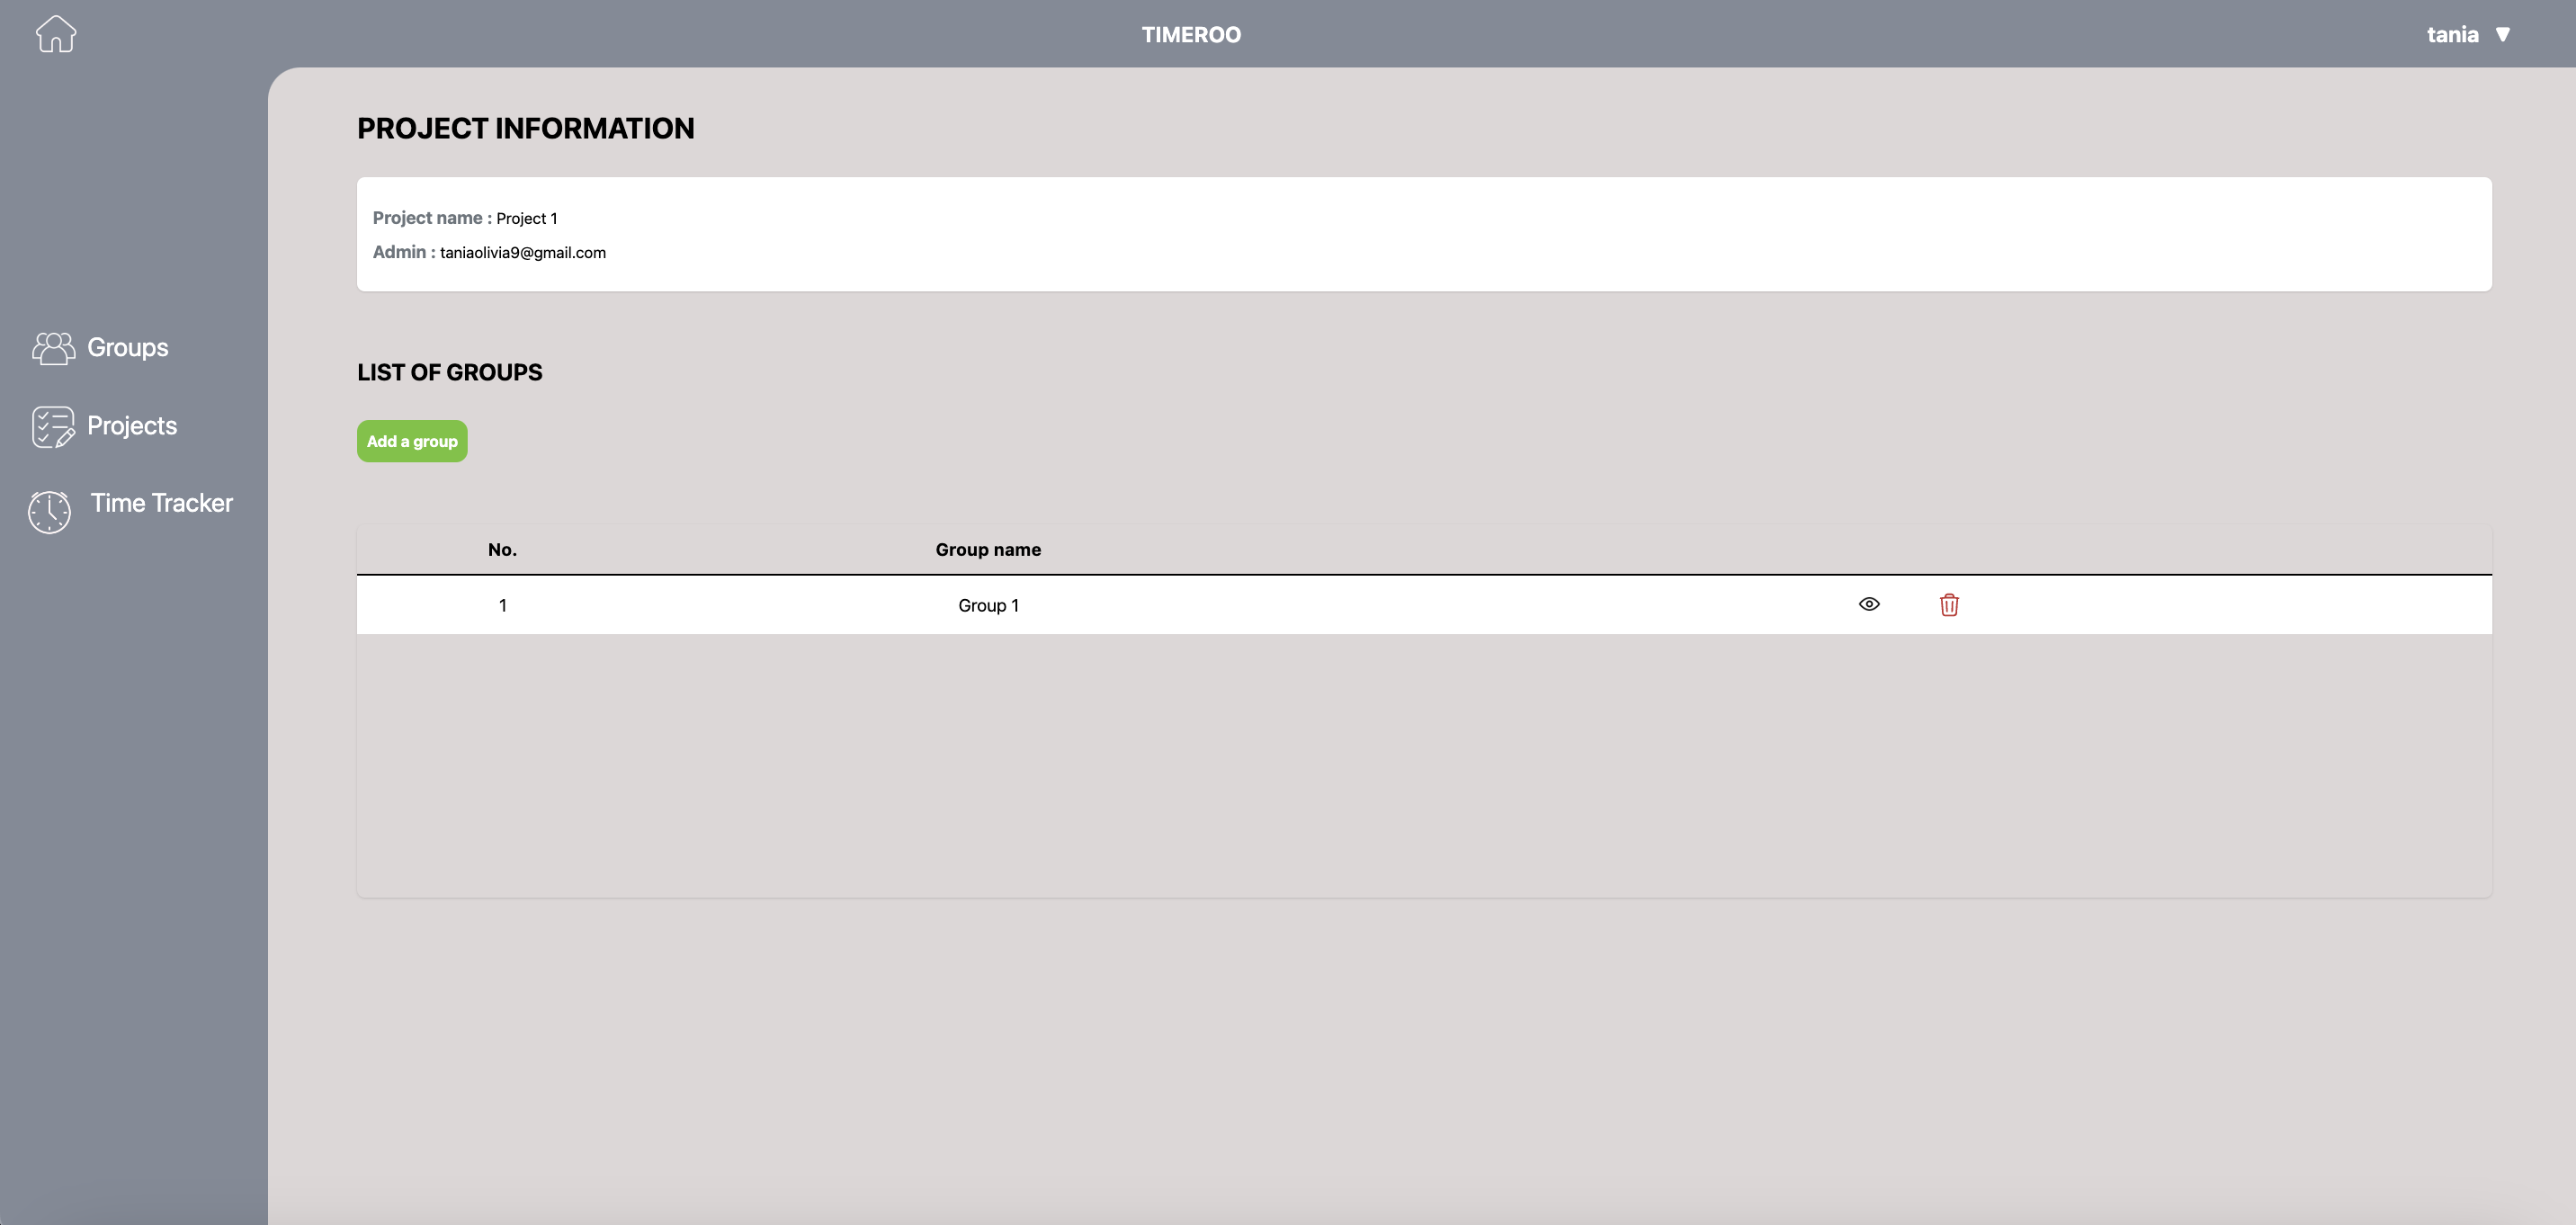 TIMEROO
tania
PROJECT INFORMATION
Project name : Project 1
Admin : taniaolivia9@gmail.com
Groups
Projects
Time Tracker
LIST OF GROUPS
Add a group
No. Group name
1 Group 1